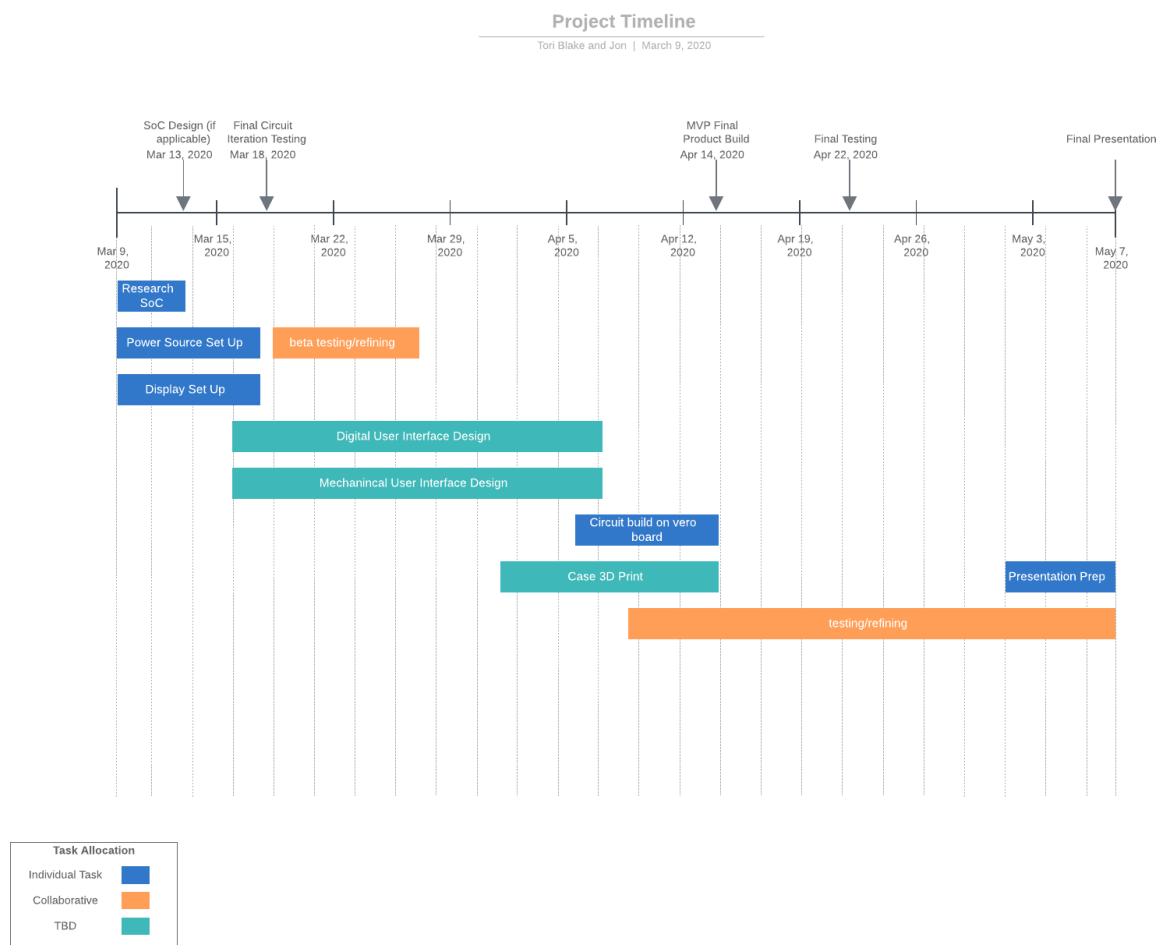 Project Timeline
Tori Blake and Jon | March 9, 2020
SoC Design (if
applicable)
Mar 13, 2020
Final Circuit
Iteration Testing
Mar 18, 2020
MVP Final
Product Build
Apr 14, 2020
Final Testing
Apr 22, 2020
Final Presentation
Mar 9,
2020
Mar 15,
2020
Mar 22,
2020
Mar 29,
2020
Apr 5,
2020
Apr 12,
2020
Apr 19,
2020
Apr 26,
2020
May 3,
2020
May 7,
2020
Research
SoC
Power Source Set Up
beta testing/refining
Display Set Up
Digital User Interface Design
Mechanincal User Interface Design
Circuit build on vero
board
Case 3D Print
Presentation Prep
testing/refining
Task Allocation
Individual Task
Collaborative
TBD